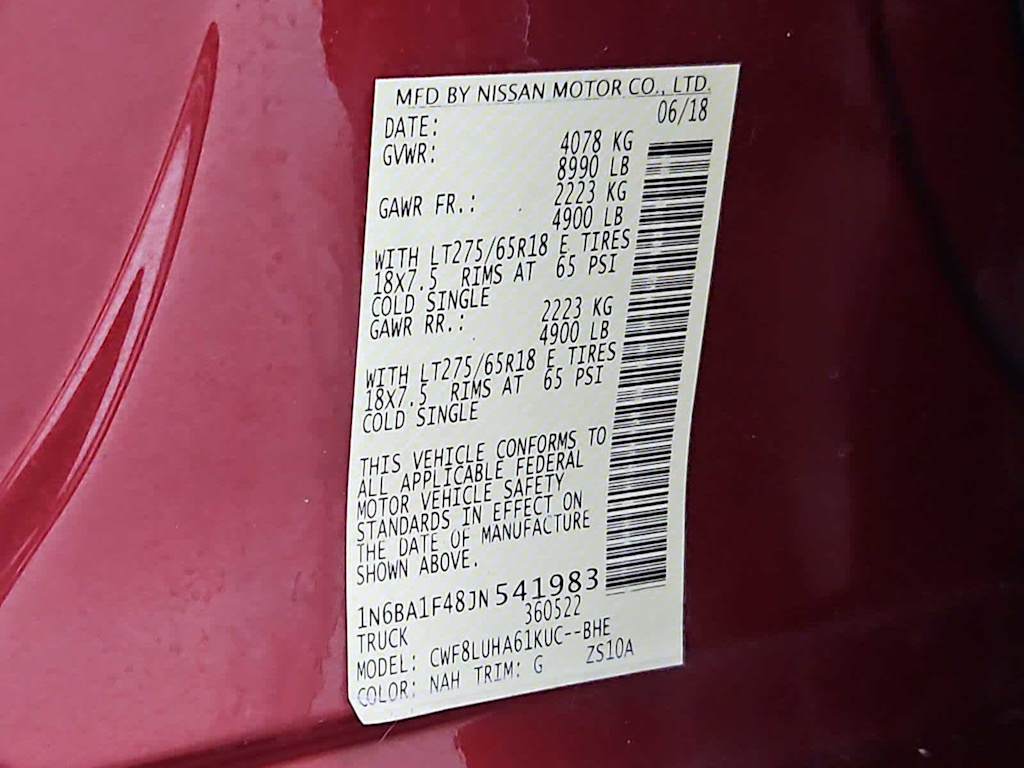 MFD BY NISSAN MOTOR CO., LTD.
DATE: 06/18
GVWR: 4078 KG
8990 LB
GAWR FR.: 2223 KG
4900 LB
WITH LT275/65R18 E TIRES
18X7.5 RIMS AT 65 PSI
COLD SINGLE
GAWR RR.: 2223 KG
4900 LB
WITH LT275/65R18 E TIRES
18X7.5 RIMS AT 65 PSI
COLD SINGLE
THIS VEHICLE CONFORMS TO
ALL APPLICABLE FEDERAL
MOTOR VEHICLE SAFETY
STANDARDS IN EFFECT ON
THE DATE OF MANUFACTURE
SHOWN ABOVE.
1N6BA1F48JN541983
TRUCK 360522
MODEL: CWF8LUHA61KUC--BHE
COLOR: NAH TRIM: G ZS10A